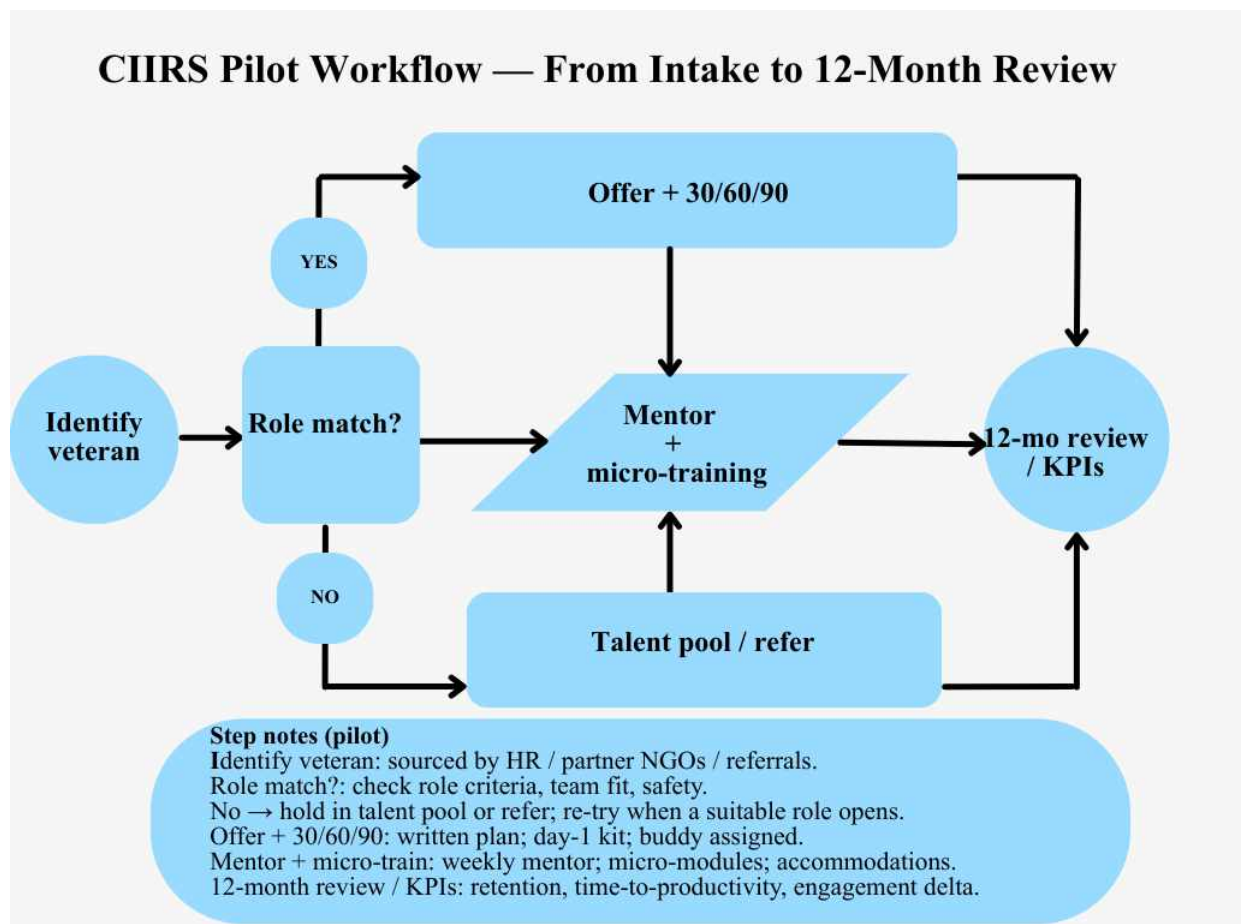 CIIRS Pilot Workflow — From Intake to 12-Month Review
Offer + 30/60/90
YES
Identify
veteran
Role match?
Mentor
+
micro-training
12-mo review
/ KPIs
NO
Talent pool / refer
Step notes (pilot)
Identify veteran: sourced by HR / partner NGOs / referrals.
Role match?: check role criteria, team fit, safety.
No → hold in talent pool or refer; re-try when a suitable role opens.
Offer + 30/60/90: written plan; day-1 kit; buddy assigned.
Mentor + micro-train: weekly mentor; micro-modules; accommodations.
12-month review / KPIs: retention, time-to-productivity, engagement delta.